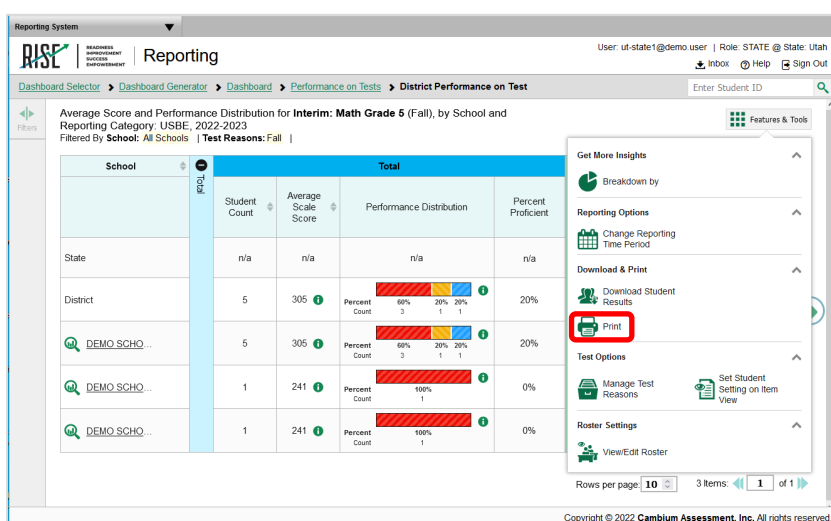 Reporting System
RISE
READINESS
IMPROVEMENT
SUCCESS
EMPOWERMENT
Reporting
User: ut-state1@demo.user | Role: STATE @ State: Utah
Inbox Help Sign Out
Dashboard Selector Dashboard Generator Dashboard Performance on Tests District Performance on Test
Enter Student ID
Filters
Average Score and Performance Distribution for Interim: Math Grade 5 (Fall), by School and
Reporting Category: USBE, 2022-2023
Filtered By School: All Schools | Test Reasons: Fall |
Features & Tools
School
Total
Total
Student Count
Average Scale Score
Performance Distribution
Percent Proficient
State n/a n/a n/a n/a
District 5 305 20%
Percent 60% 20% 20%
Count 3 1 1
DEMO SCHO... 5 305 20%
Percent 60% 20% 20%
Count 3 1 1
DEMO SCHO... 1 241 0%
Percent 100%
Count 1
DEMO SCHO... 1 241 0%
Percent 100%
Count 1
Get More Insights
Breakdown by
Reporting Options
Change Reporting
Time Period
Download & Print
Download Student
Results
Print
Test Options
Manage Test
Reasons
Set Student
Setting on Item
View
Roster Settings
View/Edit Roster
Rows per page: 10 3 Items: 1 of 1
Copyright © 2022 Cambium Assessment, Inc. All rights reserved.